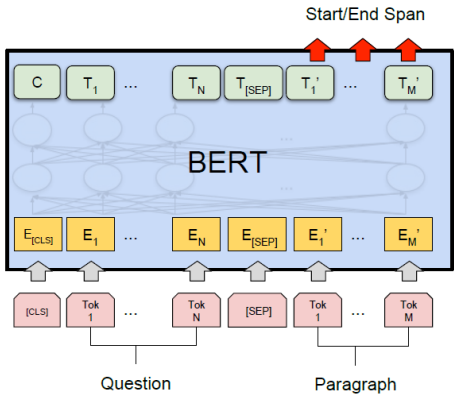 Start/End Span
C T1 ... TN T[SEP] T1' ... TM'
...
BERT
...
E[CLS] E1 ... EN E[SEP] E1' ... EM'
[CLS] Tok 1 ... Tok N [SEP] Tok 1 ... Tok M
Question Paragraph